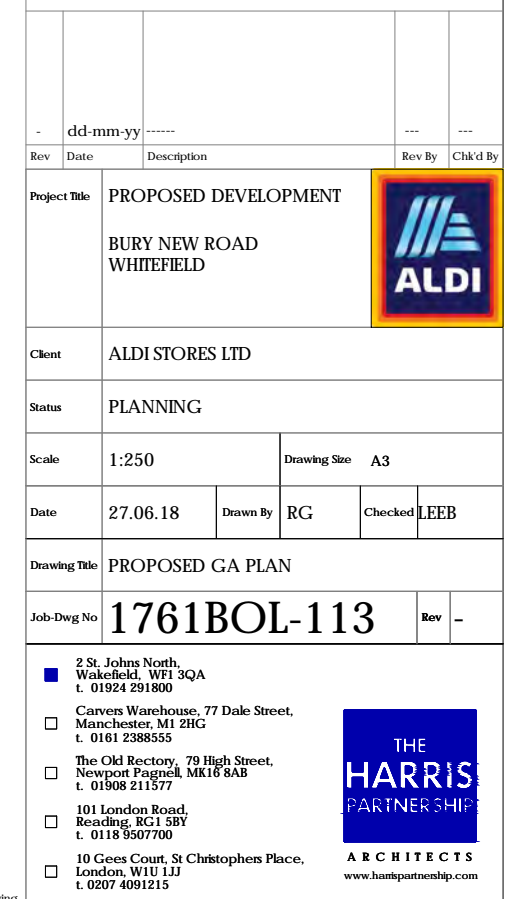 - dd-mm-yy ------ --- ---
Rev Date Description Rev By Chk'd By
Project Title PROPOSED DEVELOPMENT
BURY NEW ROAD
WHITEFIELD
ALDI
Client ALDI STORES LTD
Status PLANNING
Scale 1:250 Drawing Size A3
Date 27.06.18 Drawn By RG Checked LEEB
Drawing Title PROPOSED GA PLAN
Job-Dwg No 1761BOL-113 Rev –
2 St. Johns North,
Wakefield, WF1 3QA
t. 01924 291800
Carvers Warehouse, 77 Dale Street,
Manchester, M1 2HG
t. 0161 2388555
The Old Rectory, 79 High Street,
Newport Pagnell, MK16 8AB
t. 01908 211577
101 London Road,
Reading, RG1 5BY
t. 0118 9507700
10 Gees Court, St Christophers Place,
London, W1U 1JJ
t. 0207 4091215
THE
HARRIS
PARTNERSHIP
ARCHITECTS
www.harrispartnership.com